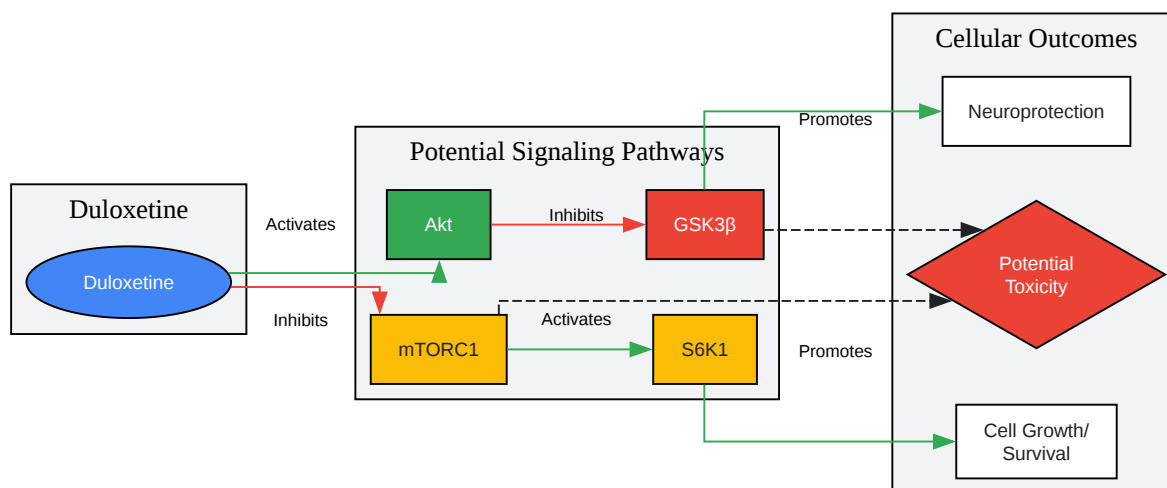 Cellular Outcomes
Neuroprotection
Promotes
Potential Signaling Pathways
Duloxetine
Activates
Akt
Inhibits
GSK3β
Duloxetine
Potential
Toxicity
Inhibits
mTORC1
Activates
S6K1
Promotes
Cell Growth/
Survival